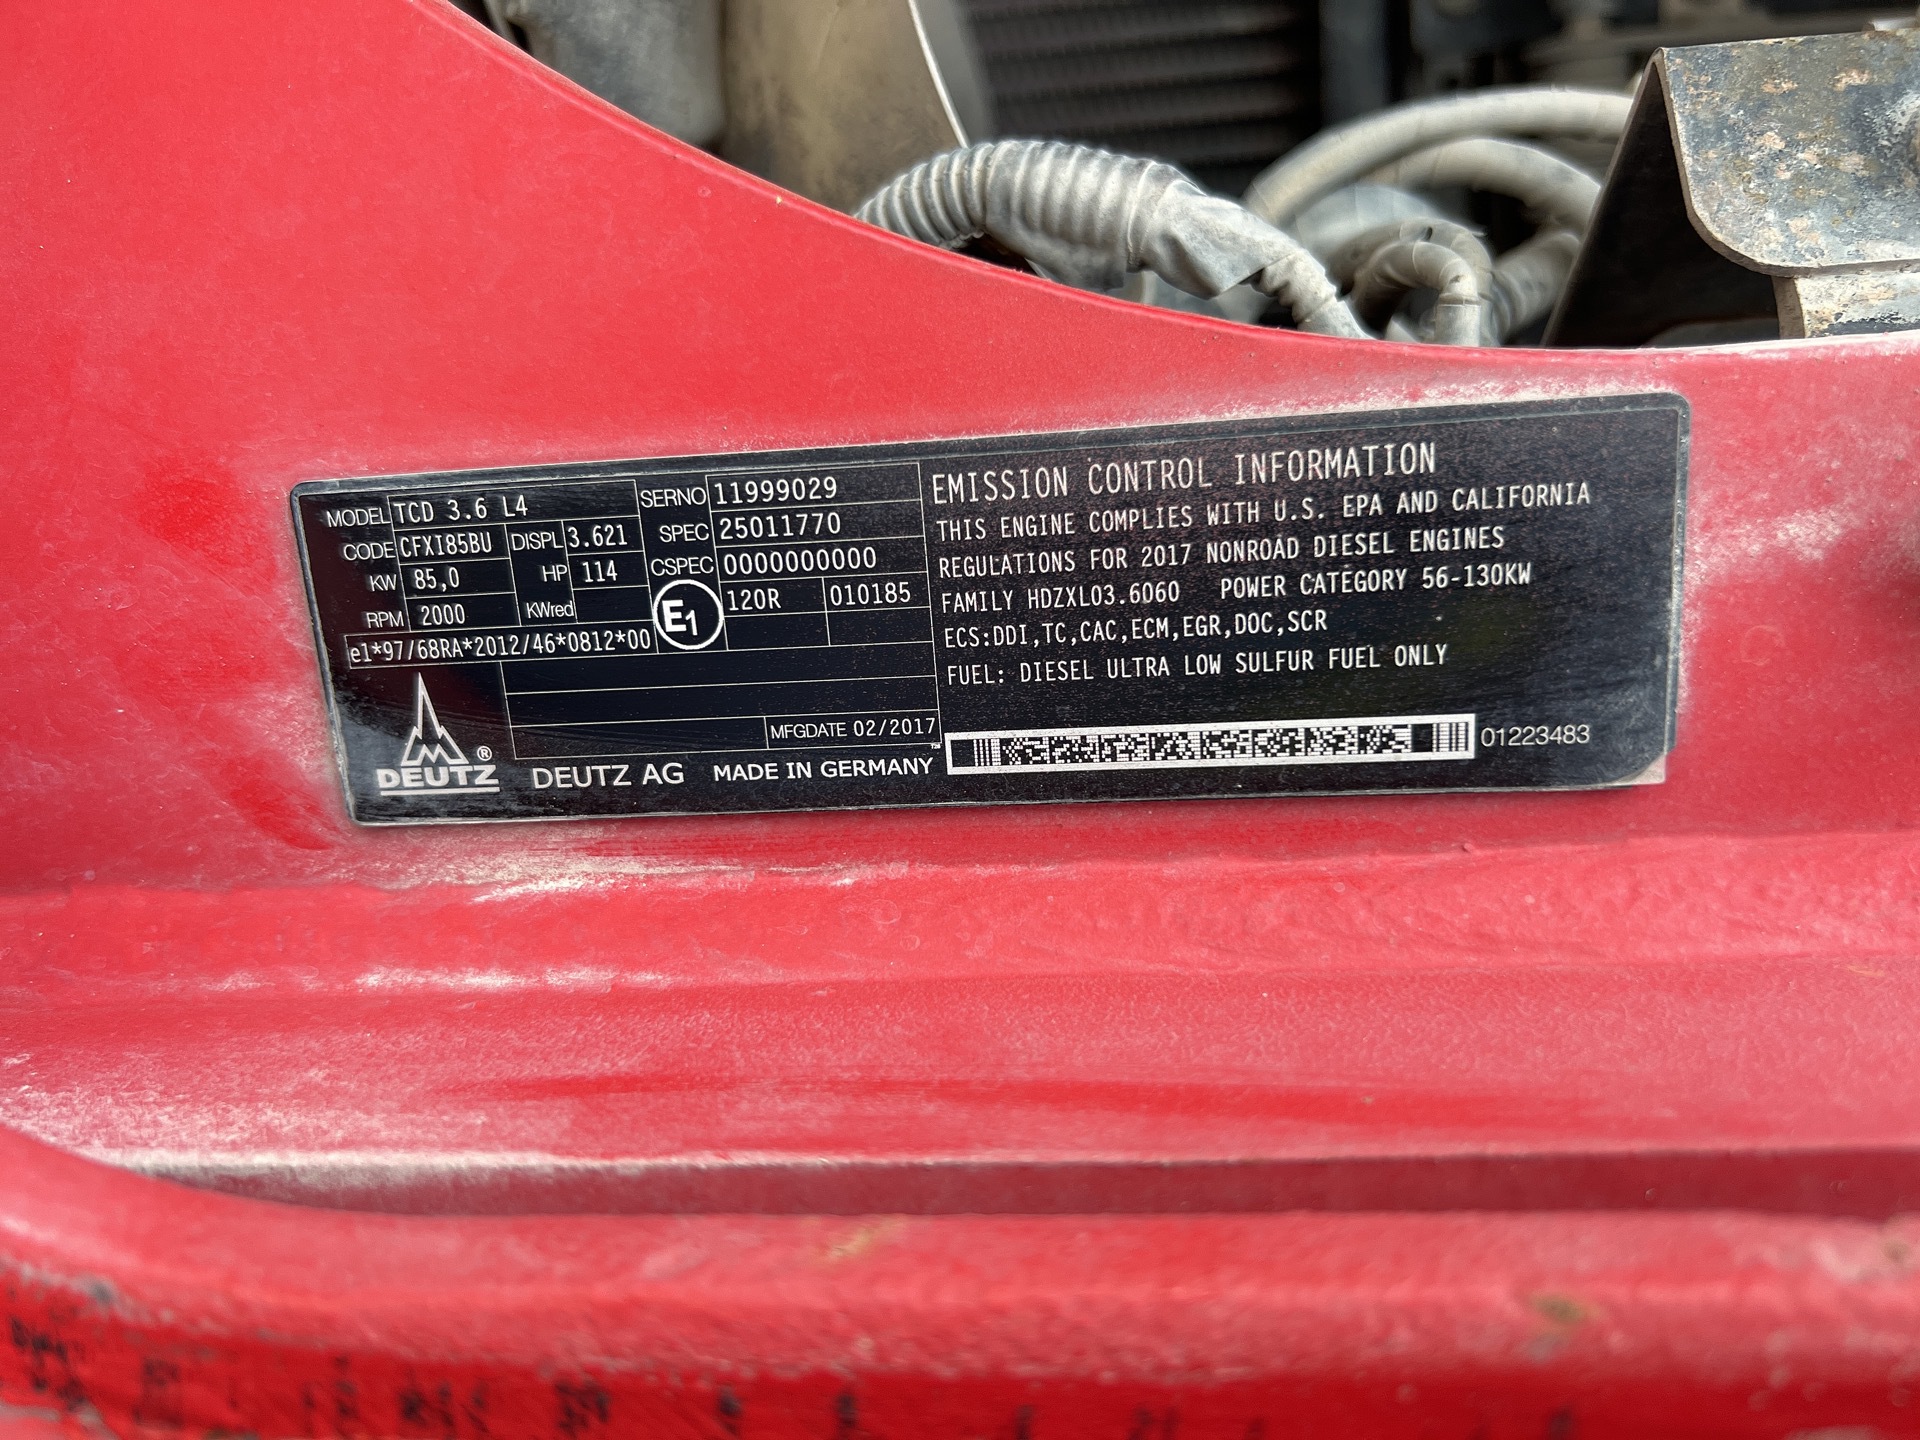 MODEL TCD 3.6 L4
CODE CFXI85BU DISPL 3.621
KW 85,0 HP 114
RPM 2000 KWred
e1*97/68RA*2012/46*0812*00
SERNO 11999029
SPEC 25011770
CSPEC 0000000000
E1 120R 010185
MFGDATE 02/2017
DEUTZ ®
DEUTZ AG MADE IN GERMANY
EMISSION CONTROL INFORMATION
THIS ENGINE COMPLIES WITH U.S. EPA AND CALIFORNIA
REGULATIONS FOR 2017 NONROAD DIESEL ENGINES
FAMILY HDZXL03.6060 POWER CATEGORY 56-130KW
ECS:DDI,TC,CAC,ECM,EGR,DOC,SCR
FUEL: DIESEL ULTRA LOW SULFUR FUEL ONLY
01223483